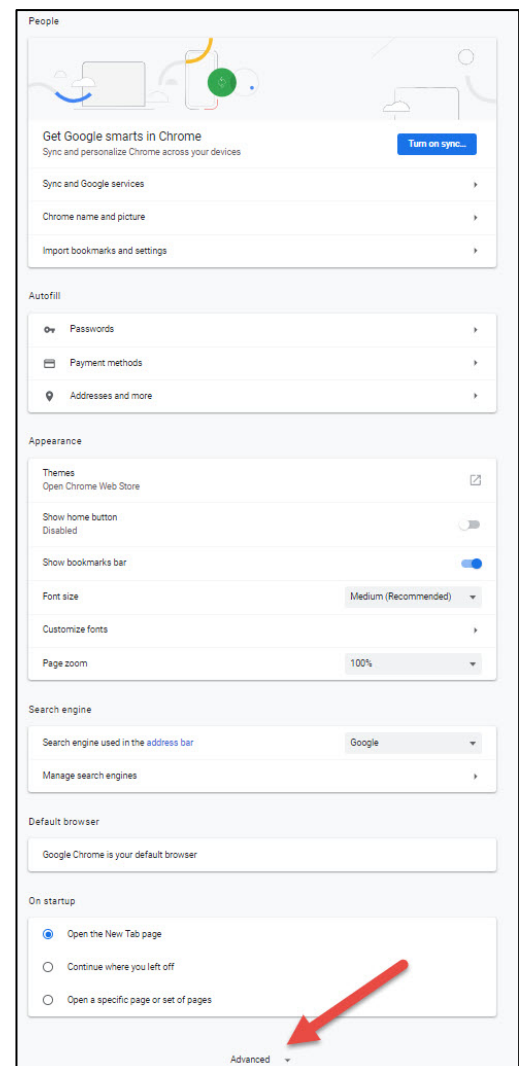 People
Get Google smarts in Chrome
Sync and personalize Chrome across your devices
Turn on sync...
Sync and Google services
Chrome name and picture
Import bookmarks and settings
Autofill
Passwords
Payment methods
Addresses and more
Appearance
Themes
Open Chrome Web Store
Show home button
Disabled
Show bookmarks bar
Font size Medium (Recommended)
Customize fonts
Page zoom 100%
Search engine
Search engine used in the address bar Google
Manage search engines
Default browser
Google Chrome is your default browser
On startup
Open the New Tab page
Continue where you left off
Open a specific page or set of pages
Advanced